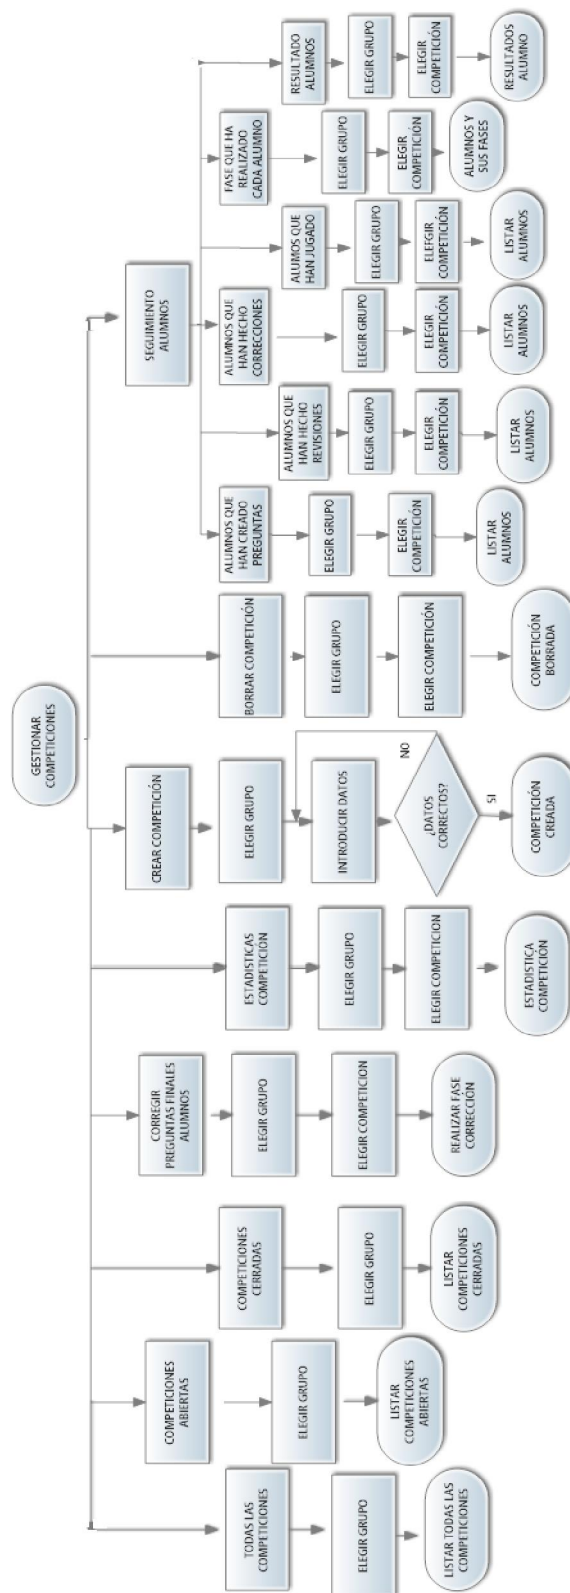 GESTIONAR
COMPETICIONES
TODAS LAS
COMPETICIONES
ELEGIR GRUPO
LISTAR TODAS LAS
COMPETICIONES
COMPETICIONES
ABIERTAS
ELEGIR GRUPO
LISTAR
COMPETICIONES
ABIERTAS
COMPETICIONES
CERRADAS
ELEGIR GRUPO
LISTAR
COMPETICIONES
CERRADAS
CORREGIR
PREGUNTAS FINALES
ALUMNOS
ELEGIR GRUPO
ELEGIR COMPETICION
REALIZAR FASE
CORRECCIÓN
ESTADISTICAS
COMPETICIÓN
ELEGIR GRUPO
ELEGIR COMPETICION
ESTADISTICA
COMPETICIÓN
CREAR COMPETICIÓN
ELEGIR GRUPO
INTRODUCIR DATOS
¿DATOS
CORRECTOS?
NO
SI
COMPETICIÓN
CREADA
BORRAR COMPETICIÓN
ELEGIR GRUPO
ELEGIR COMPETICIÓN
COMPETICIÓN
BORRADA
SEGUIMIENTO
ALUMNOS
ALUMNOS QUE
HAN CREADO
PREGUNTAS
ELEGIR GRUPO
ELEGIR
COMPETICIÓN
LISTAR
ALUMNOS
ALUMNOS QUE
HAN HECHO
REVISIONES
ELEGIR GRUPO
ELEGIR
COMPETICIÓN
LISTAR
ALUMNOS
ALUMNOS QUE
HAN HECHO
CORRECCIONES
ELEGIR GRUPO
ELEGIR
COMPETICIÓN
LISTAR
ALUMNOS
ALUMOS QUE
HAN JUGADO
ELEGIR GRUPO
ELEFGIR
COMPETICIÓN
LISTAR
ALUMNOS
FASE QUE HA
REALIZADO
CADA ALUMNO
ELEGIR GRUPO
ELEGIR
COMPETICIÓN
ALUMNOS Y
SUS FASES
RESULTADO
ALUMNOS
ELEGIR GRUPO
ELEGIR
COMPETICIÓN
RESULTADOS
ALUMNO